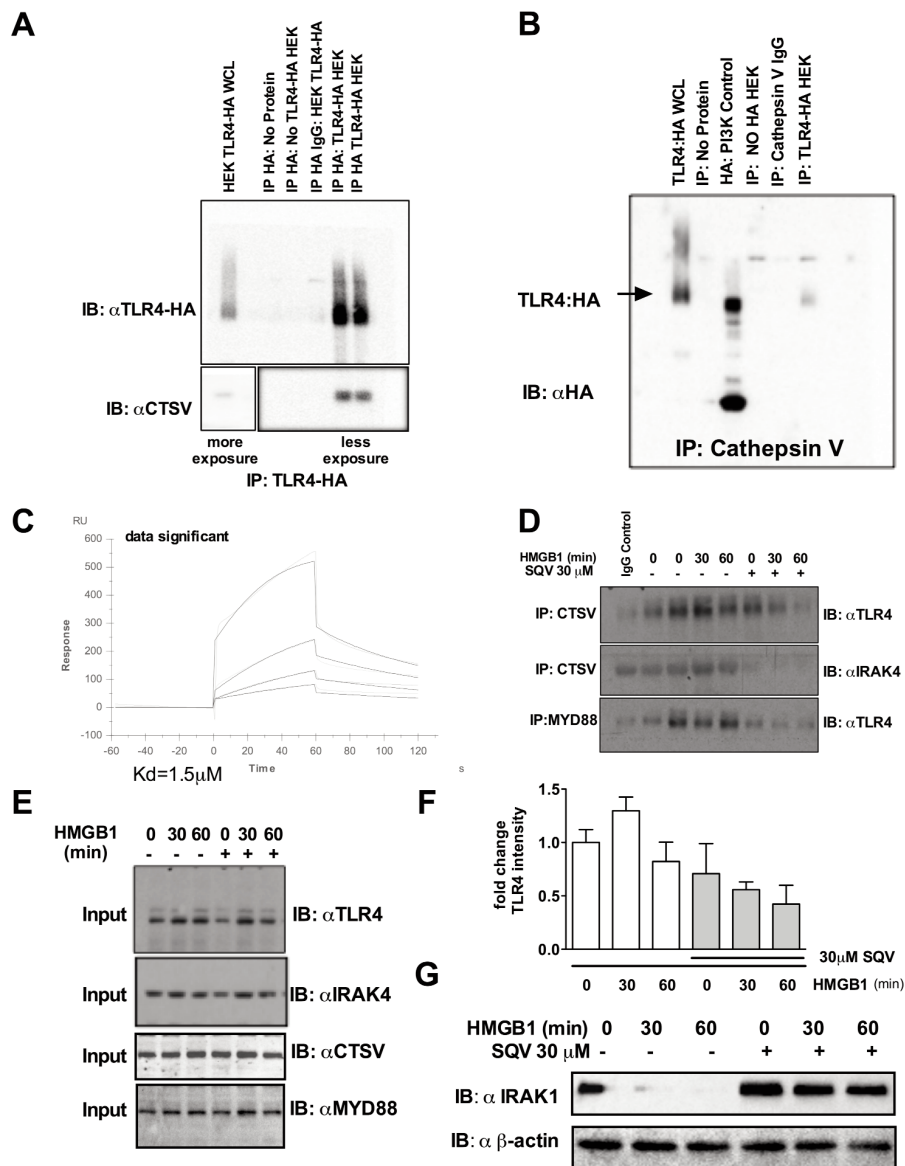 A
HEK TLR4-HA WCL
IP HA: No Protein
IP HA: No TLR4-HA HEK
IP HA IgG: HEK TLR4-HA
IP HA: TLR4-HA HEK
IP HA TLR4-HA HEK
IB: αTLR4-HA
IB: αCTSV
more exposure
less exposure
IP: TLR4-HA
B
TLR4:HA WCL
IP: No Protein
HA: PI3K Control
IP: NO HA HEK
IP: Cathepsin V IgG
IP: TLR4-HA HEK
TLR4:HA
IB: αHA
IP: Cathepsin V
C
RU
data significant
600
500
400
300
200
100
0
-100
Response
-60 -40 -20 0 20 40 60 80 100 120
Kd=1.5μM
Time
s
D
IgG Control
HMGB1 (min) 0 0 30 60 0 30 60
SQV 30 μM - - - - + + +
IP: CTSV IB: αTLR4
IP: CTSV IB: αIRAK4
IP:MYD88 IB: αTLR4
E
HMGB1 (min) 0 30 60 0 30 60
- - - + + +
Input IB: αTLR4
Input IB: αIRAK4
Input IB: αCTSV
Input IB: αMYD88
F
fold change
TLR4 intensity
1.5
1.0
0.5
0.0
30μM SQV
0 30 60 0 30 60 HMGB1 (min)
G
HMGB1 (min) 0 30 60 0 30 60
SQV 30 μM - - - + + +
IB: α IRAK1
IB: α β-actin